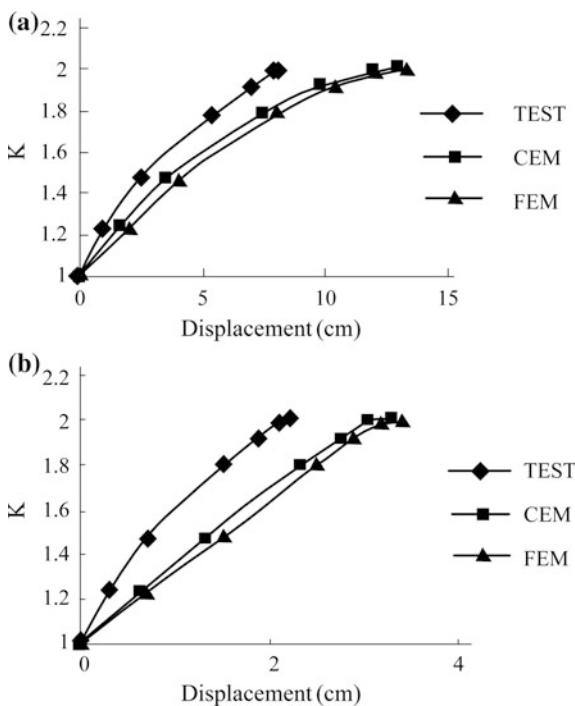 (a)
2.2
2
1.8
1.6
1.4
1.2
1
K
0 5 10 15
Displacement (cm)
TEST
CEM
FEM
(b)
2.2
2
1.8
1.6
1.4
1.2
1
K
0 2 4
Displacement (cm)
TEST
CEM
FEM